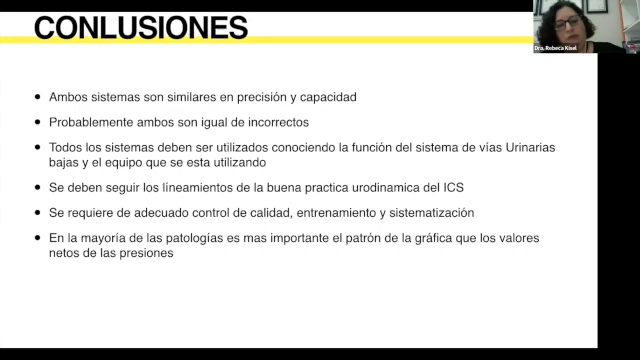 CONLUSIONES
Dra. Rebeca Kisel
Ambos sistemas son similares en precisión y capacidad
Probablemente ambos son igual de incorrectos
Todos los sistemas deben ser utilizados conociendo la función del sistema de vías Urinarias
bajas y el equipo que se esta utilizando
Se deben seguir los líneamientos de la buena practica urodinamica del ICS
Se requiere de adecuado control de calidad, entrenamiento y sistematización
En la mayoría de las patologías es mas importante el patrón de la gráfica que los valores
netos de las presiones